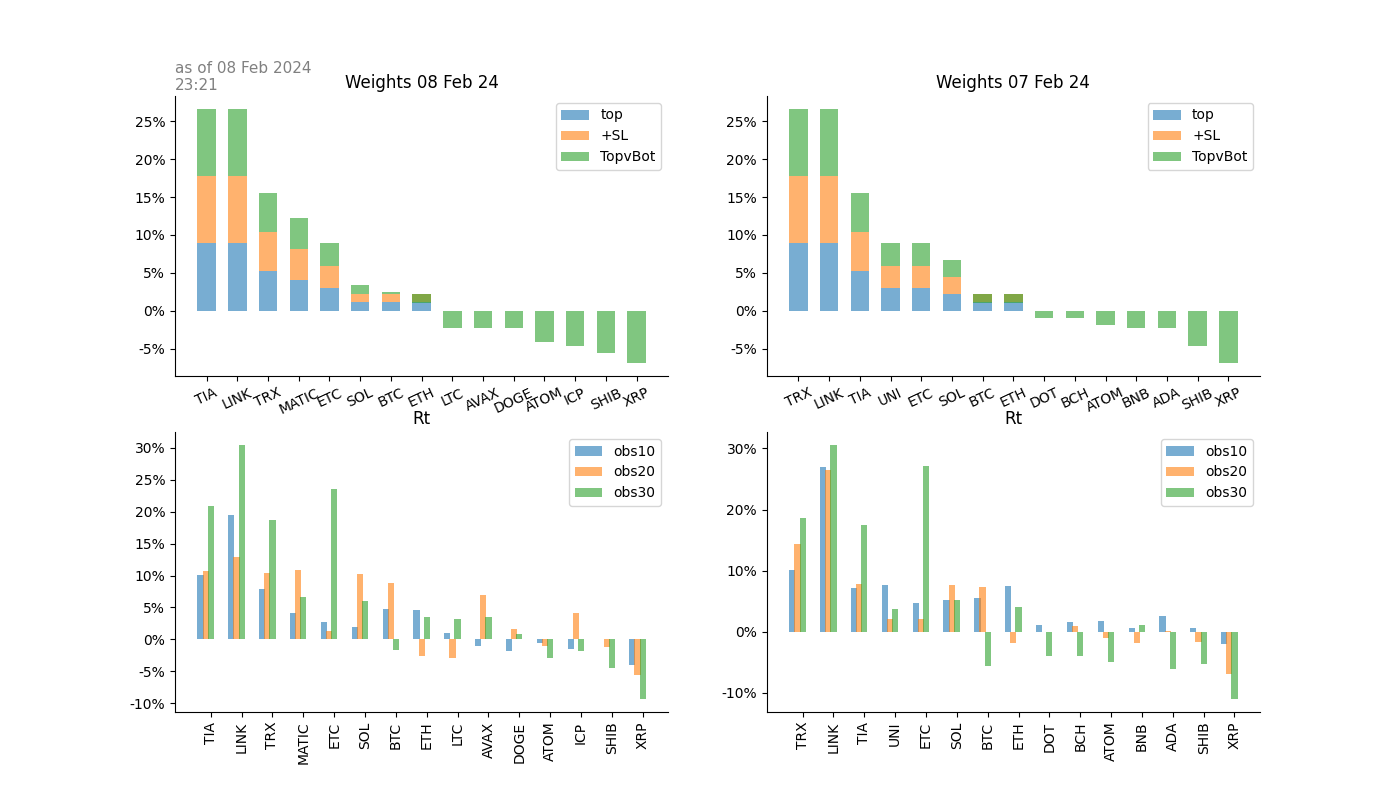 as of 08 Feb 2024
23:21
Weights 08 Feb 24
25%
20%
15%
10%
5%
0%
-5%
top
+SL
TopvBot
TIA LINK TRX MATIC ETC SOL BTC ETH LTC AVAX DOGE ATOM ICP SHIB XRP
Weights 07 Feb 24
25%
20%
15%
10%
5%
0%
-5%
top
+SL
TopvBot
TRX LINK TIA UNI ETC SOL BTC ETH DOT BCH ATOM BNB ADA SHIB XRP
Rt
30%
25%
20%
15%
10%
5%
0%
-5%
-10%
obs10
obs20
obs30
TIA LINK TRX MATIC ETC SOL BTC ETH LTC AVAX DOGE ATOM ICP SHIB XRP
Rt
30%
20%
10%
0%
-10%
obs10
obs20
obs30
TRX LINK TIA UNI ETC SOL BTC ETH DOT BCH ATOM BNB ADA SHIB XRP